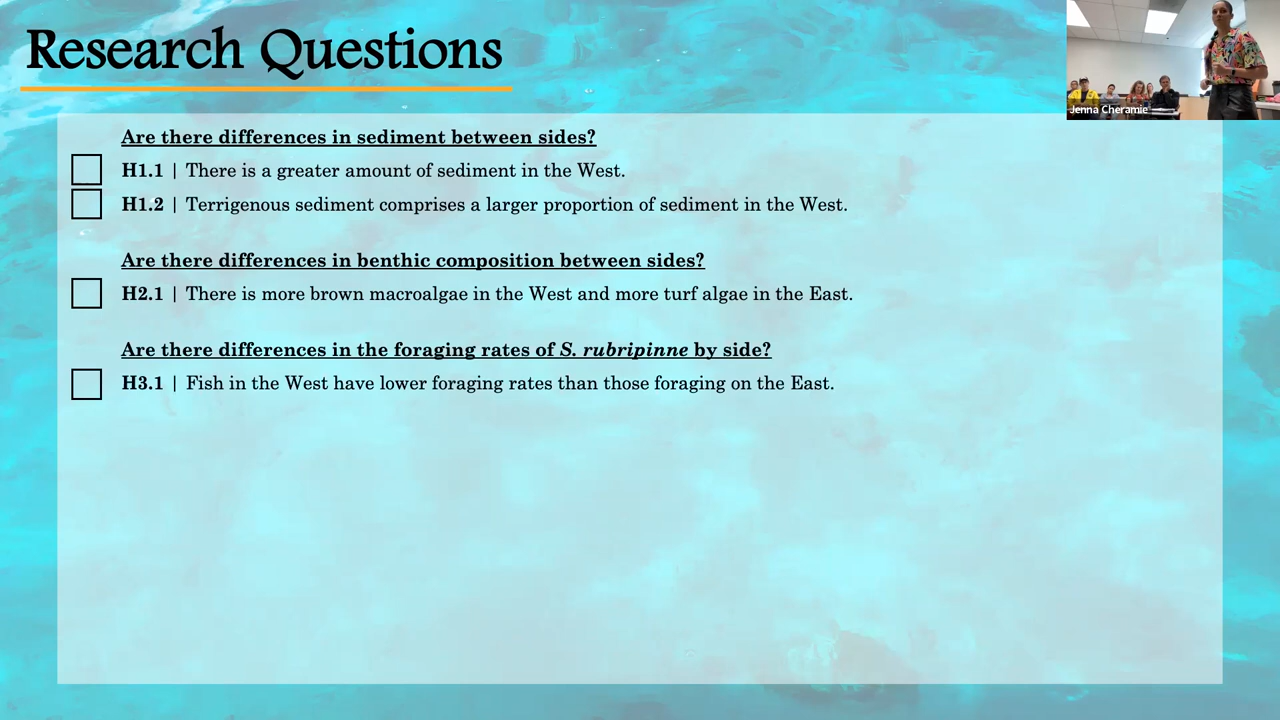 Research Questions
Jenna Cheramie
Are there differences in sediment between sides?
H1.1 | There is a greater amount of sediment in the West.
H1.2 | Terrigenous sediment comprises a larger proportion of sediment in the West.
Are there differences in benthic composition between sides?
H2.1 | There is more brown macroalgae in the West and more turf algae in the East.
Are there differences in the foraging rates of S. rubripinne by side?
H3.1 | Fish in the West have lower foraging rates than those foraging on the East.